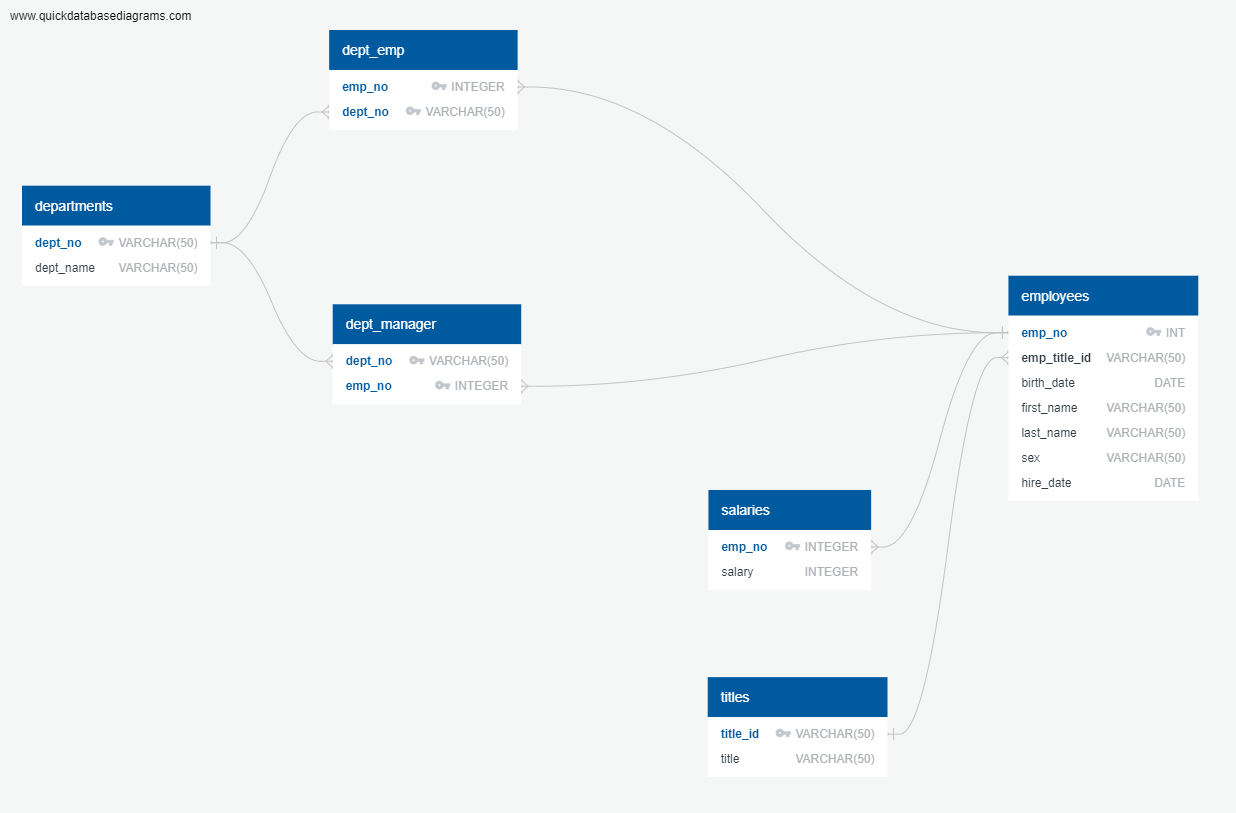 www.quickdatabasediagrams.com
dept_emp
emp_no INTEGER
dept_no VARCHAR(50)
departments
dept_no VARCHAR(50)
dept_name VARCHAR(50)
dept_manager
dept_no VARCHAR(50)
emp_no INTEGER
employees
emp_no INT
emp_title_id VARCHAR(50)
birth_date DATE
first_name VARCHAR(50)
last_name VARCHAR(50)
sex VARCHAR(50)
hire_date DATE
salaries
emp_no INTEGER
salary INTEGER
titles
title_id VARCHAR(50)
title VARCHAR(50)